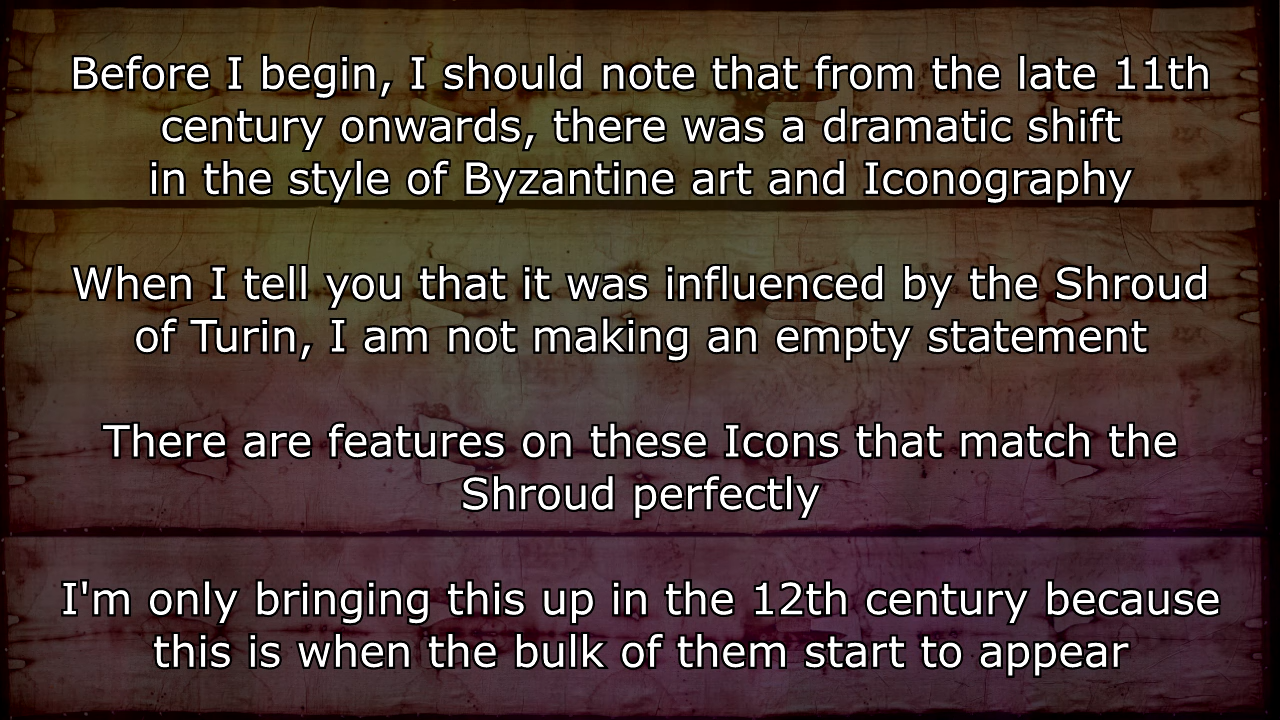 Before I begin, I should note that from the late 11th
century onwards, there was a dramatic shift
in the style of Byzantine art and Iconography
When I tell you that it was influenced by the Shroud
of Turin, I am not making an empty statement
There are features on these Icons that match the
Shroud perfectly
I'm only bringing this up in the 12th century because
this is when the bulk of them start to appear